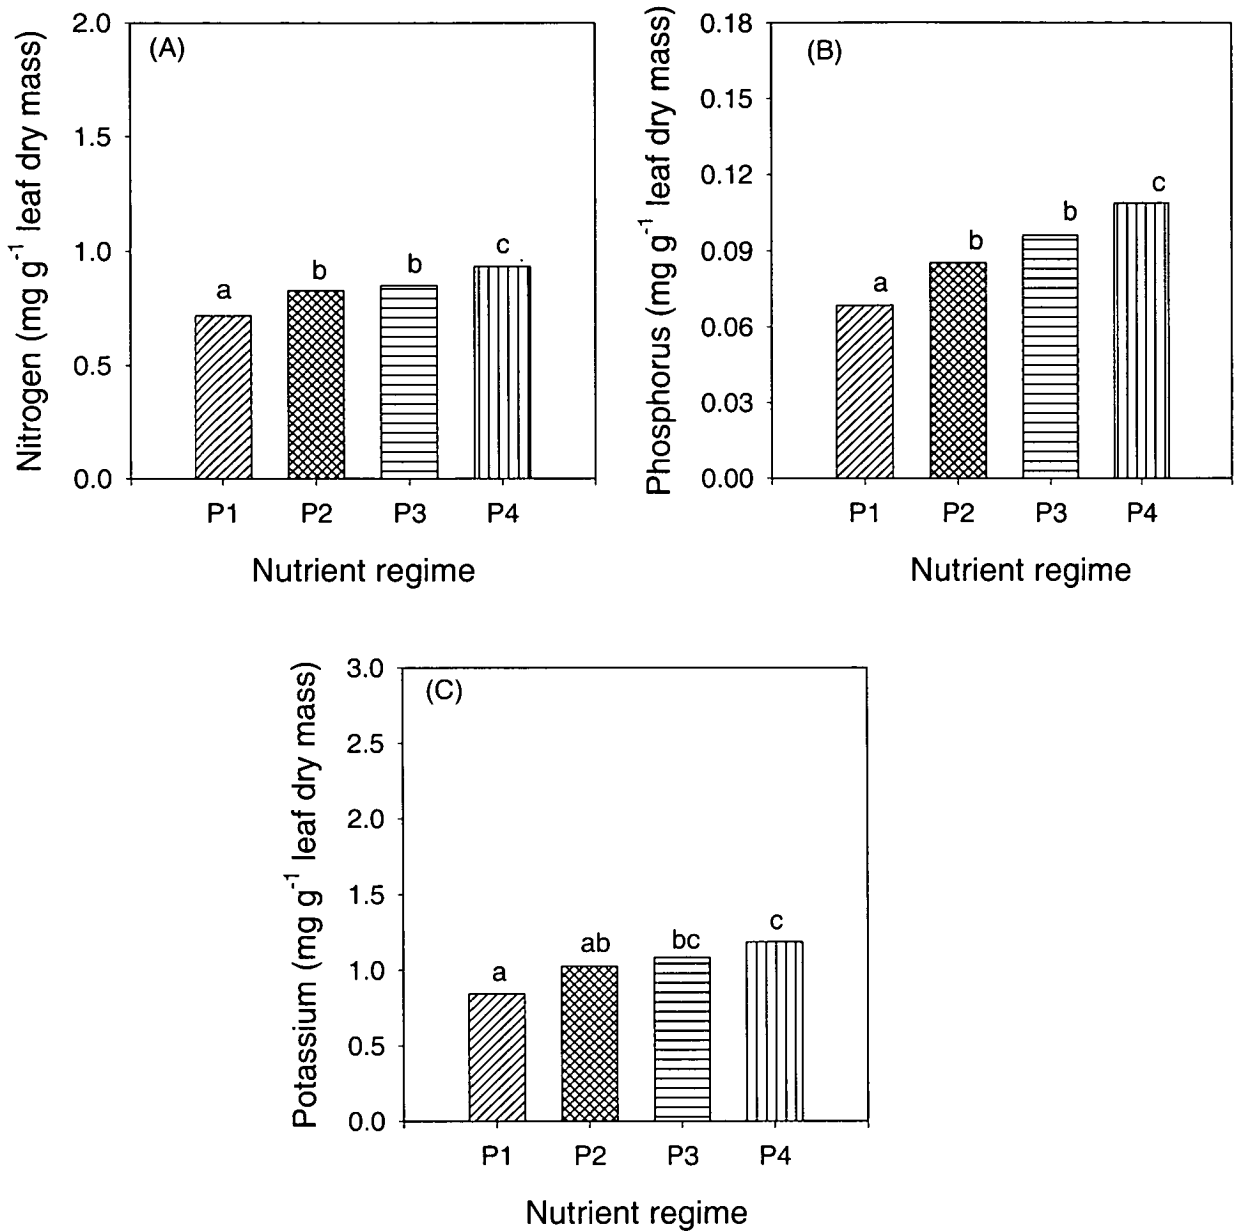 (A)
Nitrogen (mg g⁻¹ leaf dry mass)
2.0
1.5
1.0
0.5
0.0
a
b
b
c
P1 P2 P3 P4
Nutrient regime
(B)
Phosphorus (mg g⁻¹ leaf dry mass)
0.18
0.15
0.12
0.09
0.06
0.03
0.00
a
b
b
c
P1 P2 P3 P4
Nutrient regime
(C)
Potassium (mg g⁻¹ leaf dry mass)
3.0
2.5
2.0
1.5
1.0
0.5
0.0
a
ab
bc
c
P1 P2 P3 P4
Nutrient regime